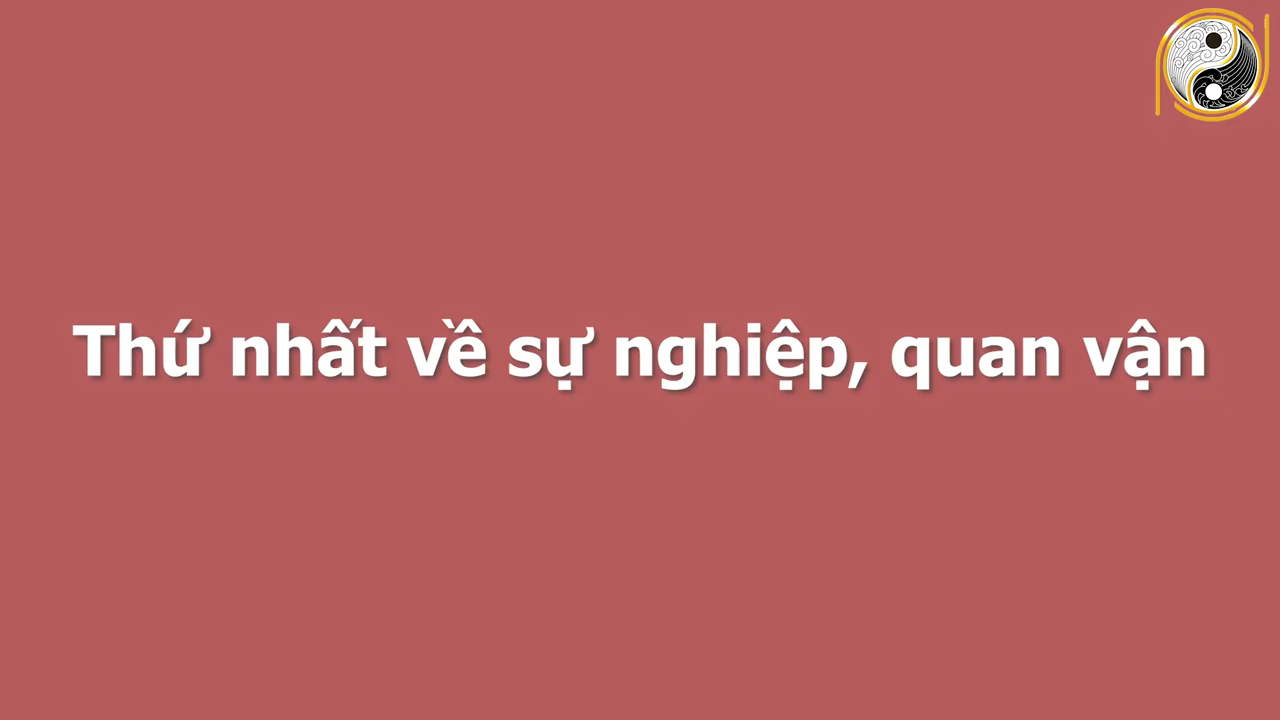 Thứ nhất về sự nghiệp, quan vận